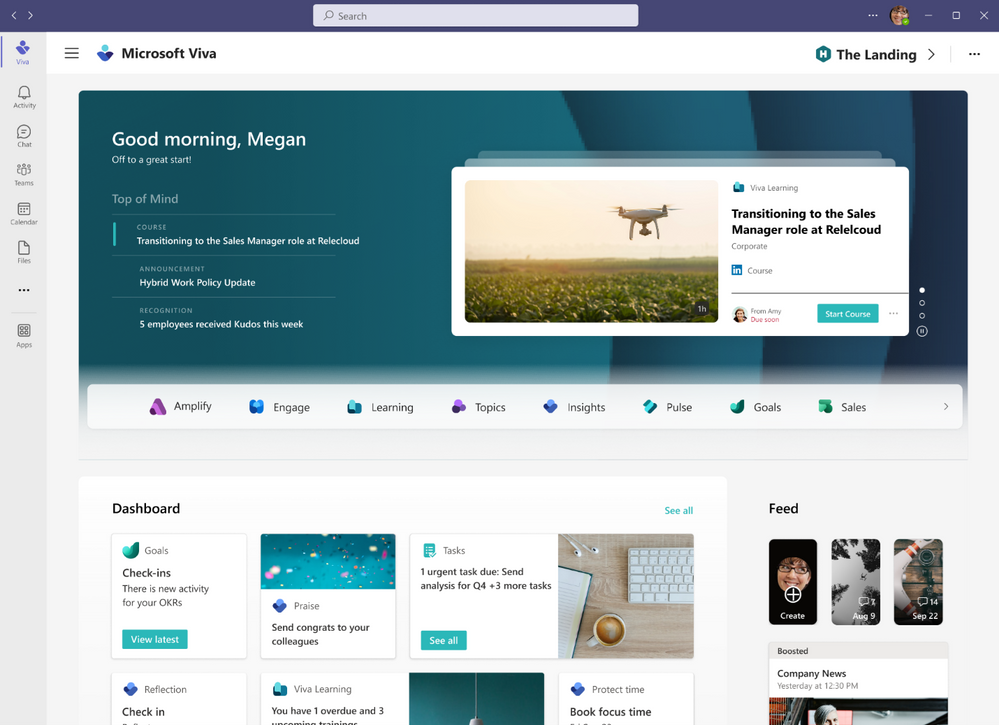 Search
Viva
Activity
Chat
Teams
Calendar
Files
Apps
Microsoft Viva
H The Landing
Good morning, Megan
Off to a great start!
Top of Mind
COURSE
Transitioning to the Sales Manager role at Relecloud
ANNOUNCEMENT
Hybrid Work Policy Update
RECOGNITION
5 employees received Kudos this week
1h
Viva Learning
Transitioning to the Sales
Manager role at Relelcoud
Corporate
in Course
From Amy
Due soon
Start Course
Amplify
Engage
Learning
Topics
Insights
Pulse
Goals
Sales
Dashboard
See all
Goals
Check-ins
There is new activity
for your OKRs
View latest
Praise
Send congrats to your
colleagues
Tasks
1 urgent task due: Send
analysis for Q4 +3 more tasks
See all
Reflection
Check in
Viva Learning
You have 1 overdue and 3
upcoming trainings
Protect time
Book focus time
Feed
Create
7
Aug 9
14
Sep 22
Boosted
Company News
Yesterday at 12:30 PM